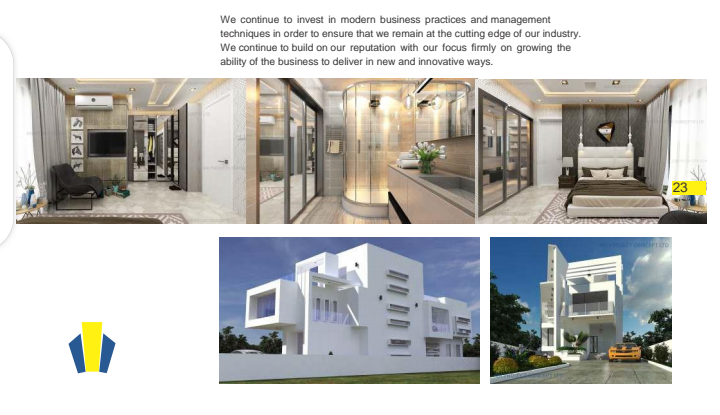 We continue to invest in modern business practices and management
techniques in order to ensure that we remain at the cutting edge of our industry.
We continue to build on our reputation with our focus firmly on growing the
ability of the business to deliver in new and innovative ways.
23